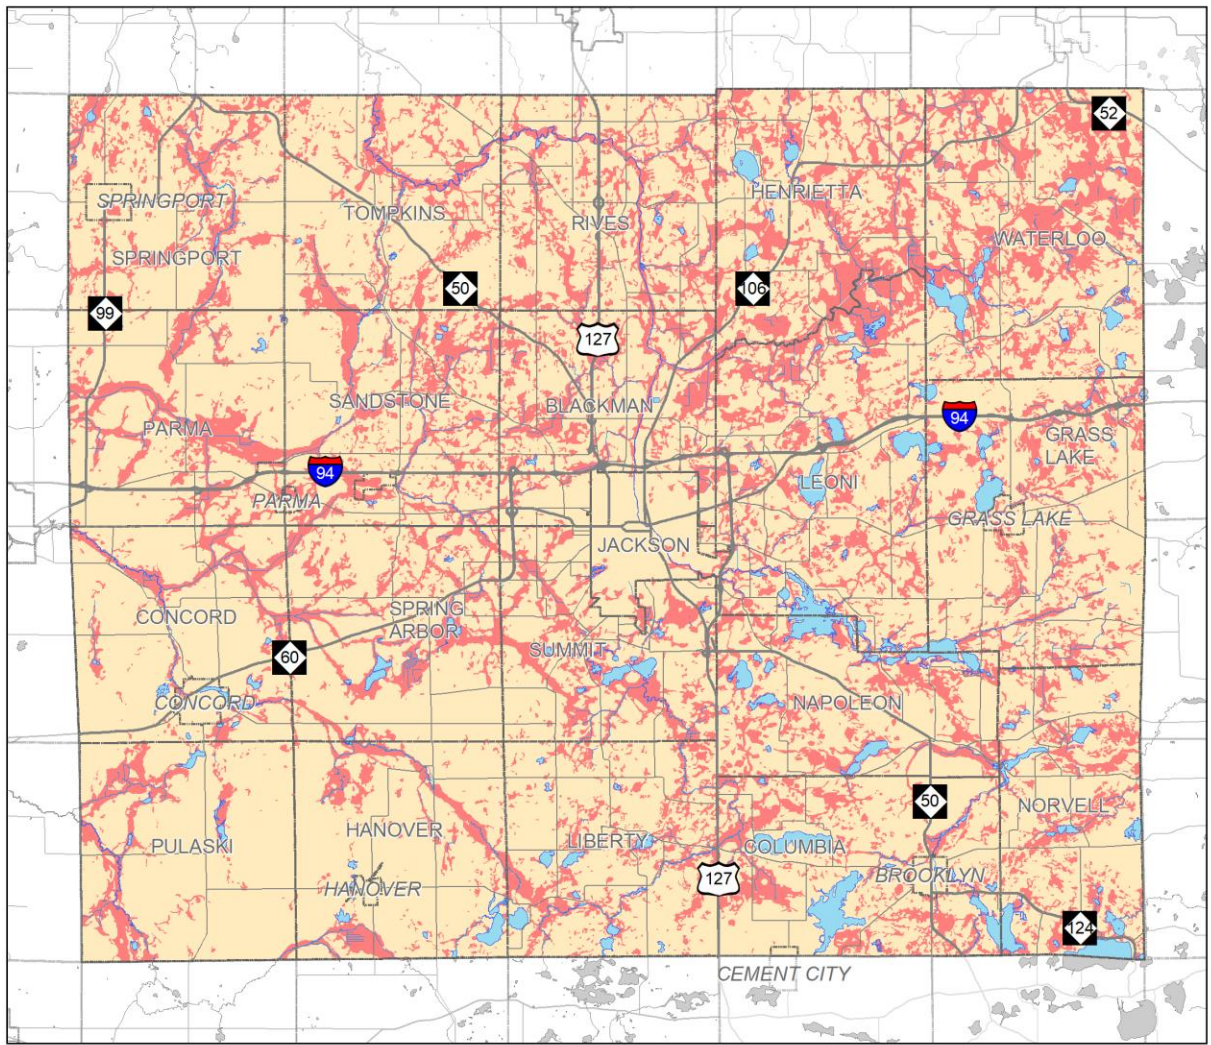 52
SPRINGPORT
HENRIETTA
TOMPKINS
RIVES
WATERLOO
SPRINGPORT
50
106
99
127
SANDSTONE
BLACKMAN
94
PARMA
GRASS
LAKE
94
LEONI
PARMA
GRASS LAKE
JACKSON
CONCORD
SPRING
ARBOR
SUMMIT
60
CONCORD
NAPOLEON
50
NORVELL
HANOVER
LIBERTY
COLUMBIA
PULASKI
HANOVER
127
BROOKLYN
124
CEMENT CITY